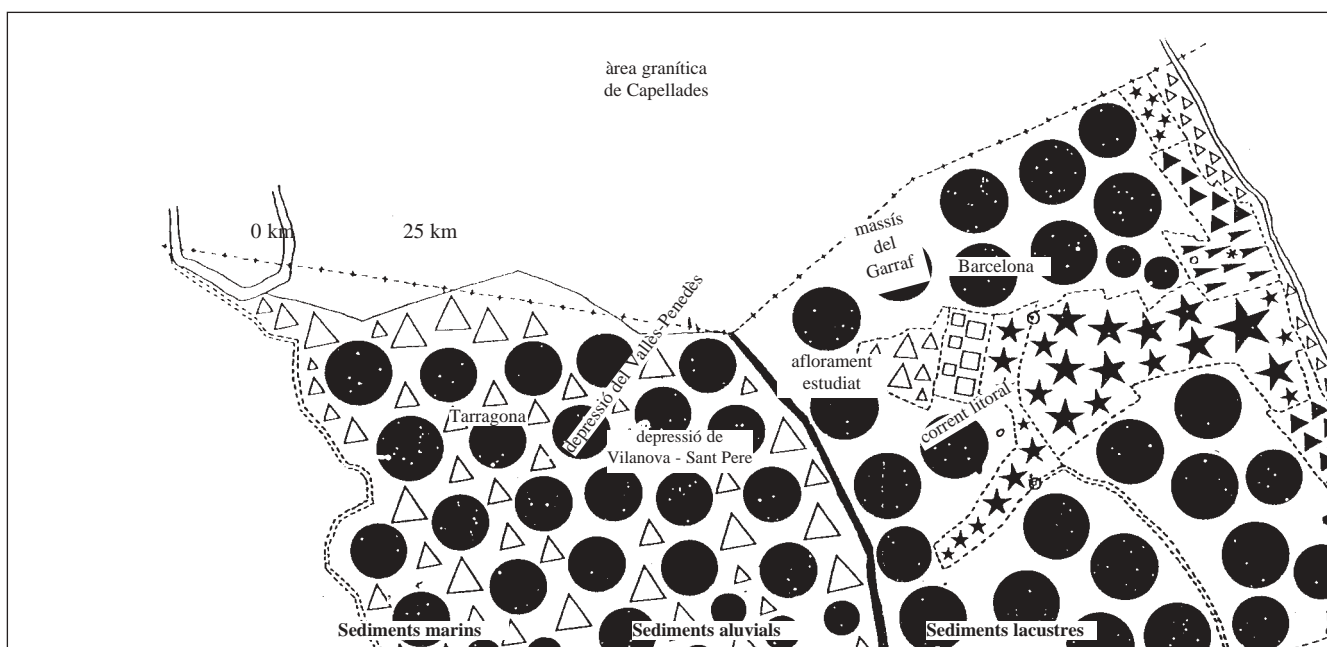 àrea granítica
de Capellades
0 km
25 km
massís
del
Garraf
Barcelona
depressió del Vallès-Penedès
aflorament
estudiat
Tarragona
corrent litoral
depressió de
Vilanova - Sant Pere
Sediments marins
Sediments aluvials
Sediments lacustres